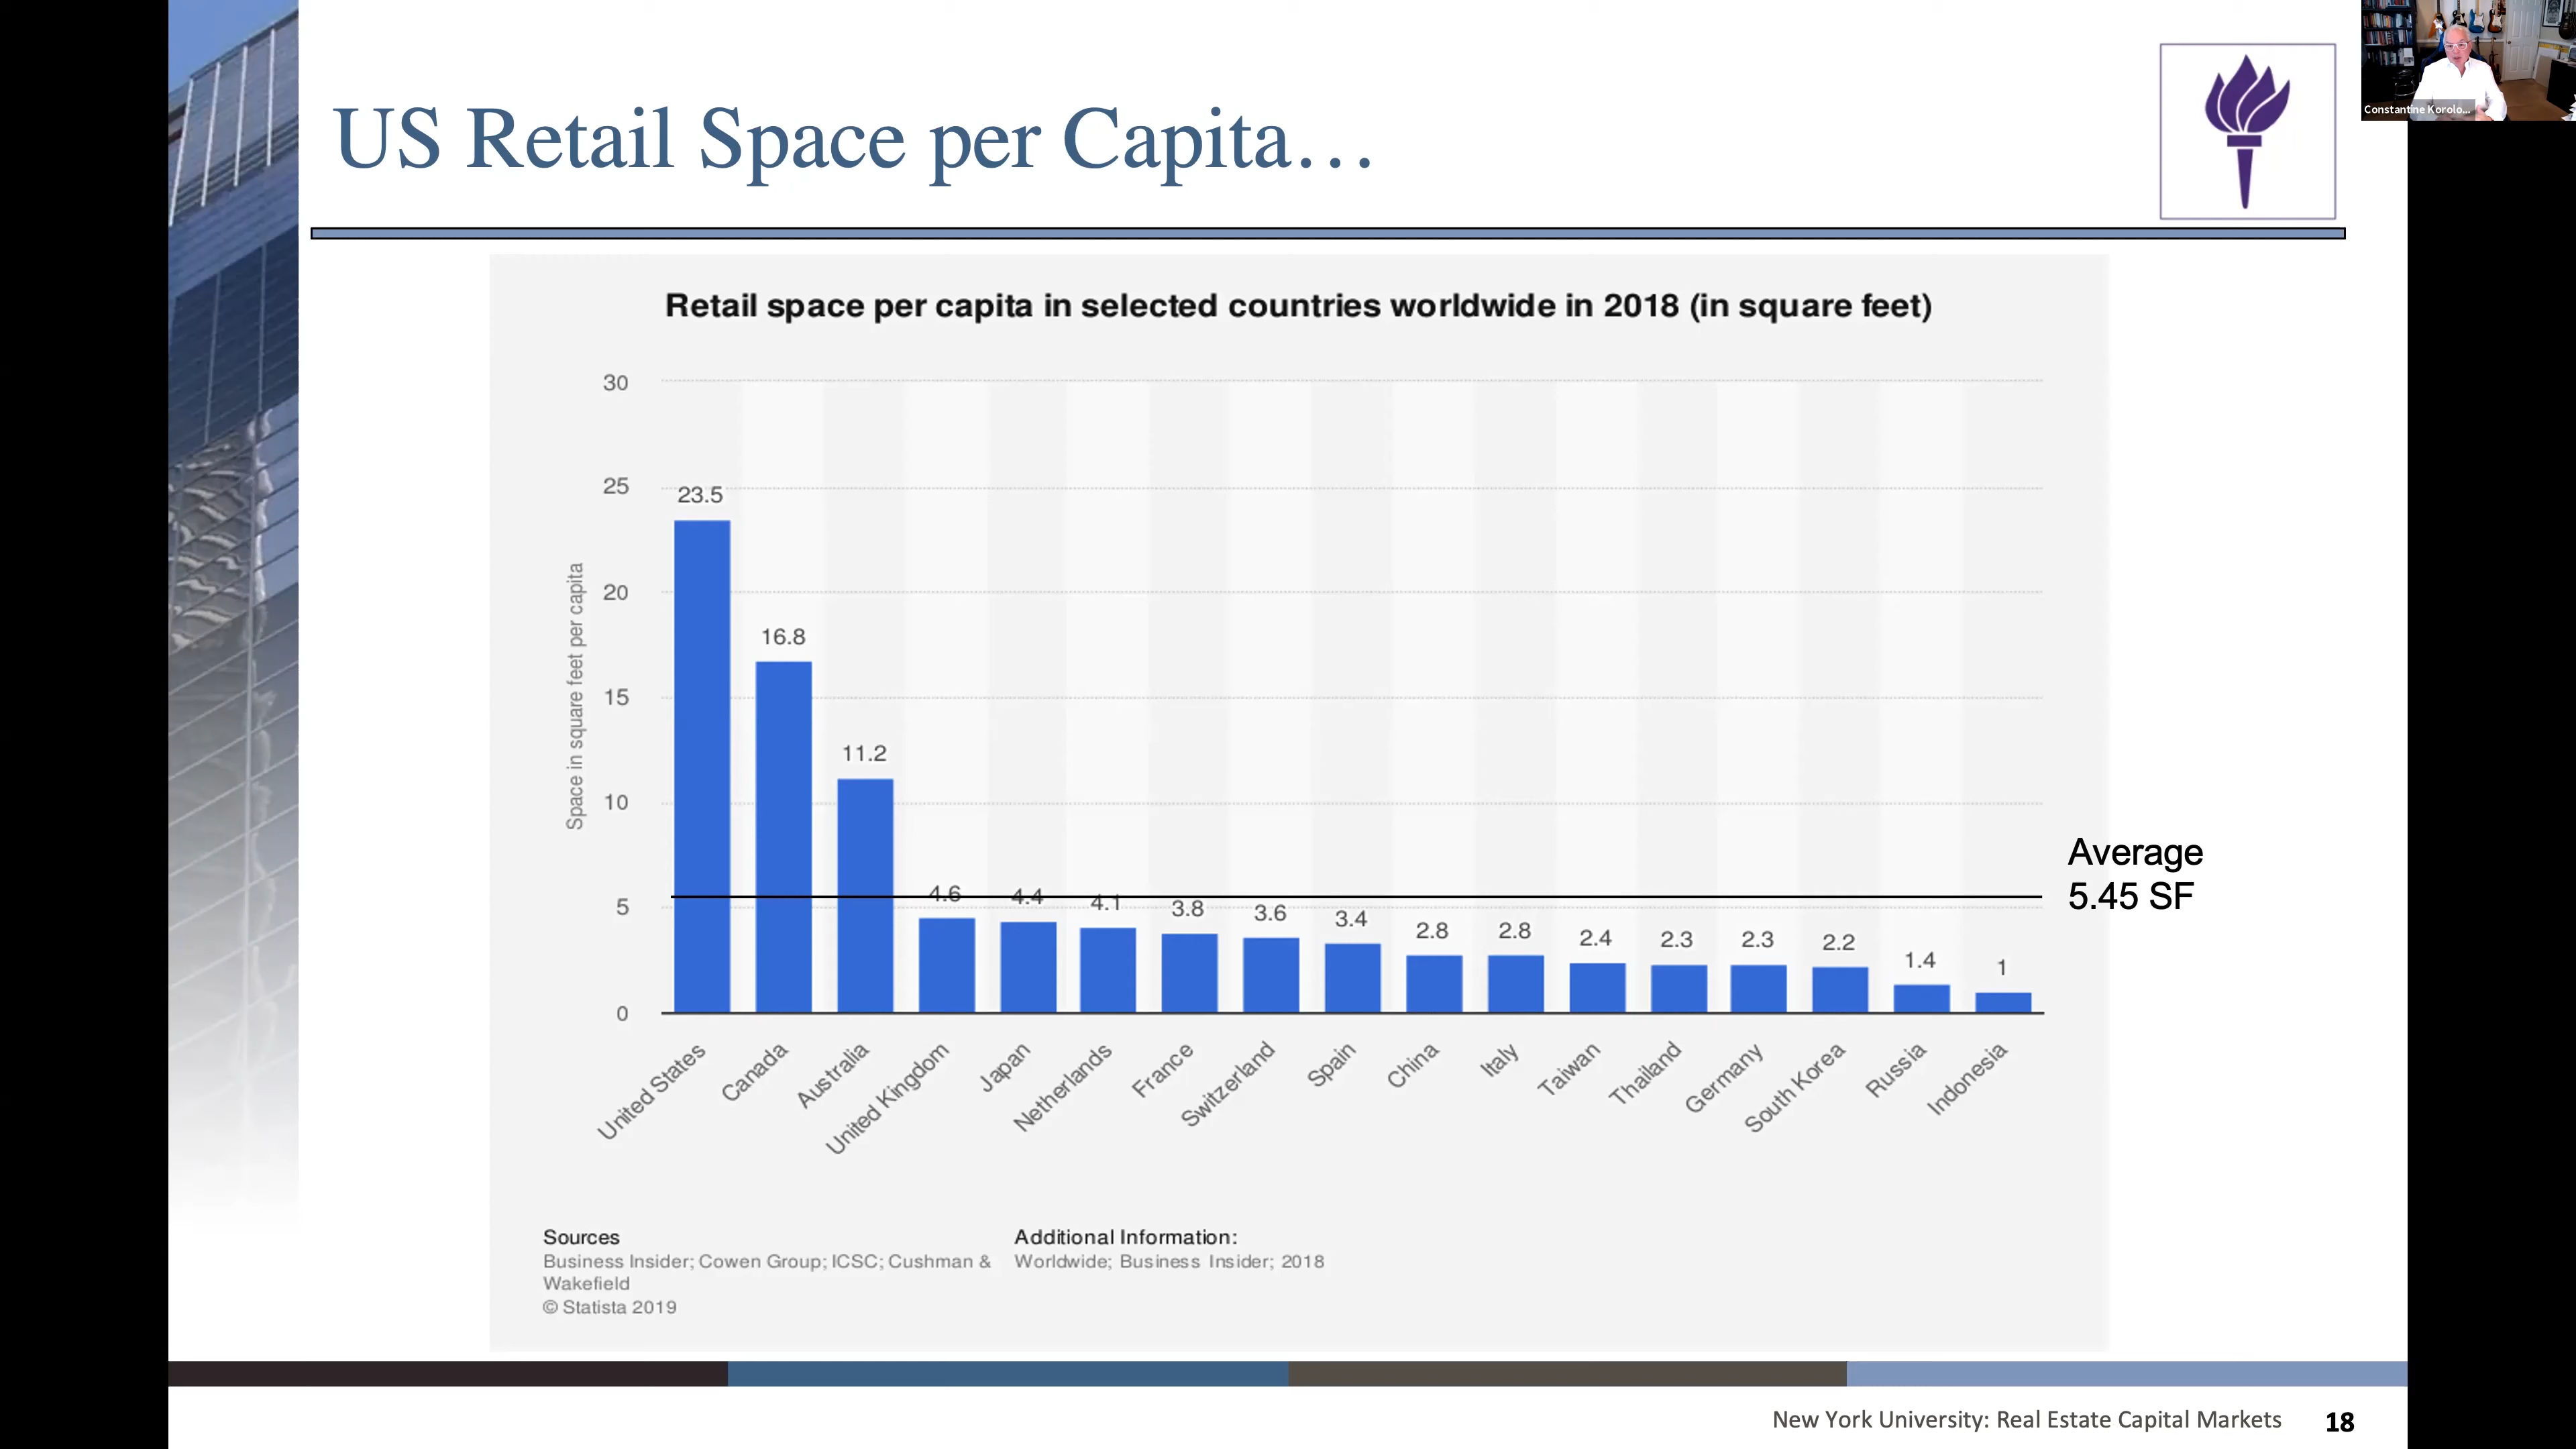 US Retail Space per Capita…
Constantine Korolo...
Retail space per capita in selected countries worldwide in 2018 (in square feet)
Space in square feet per capita
30
25
20
15
10
5
0
23.5
16.8
11.2
4.6
4.4
4.1
3.8
3.6
3.4
2.8
2.8
2.4
2.3
2.3
2.2
1.4
1
Average
5.45 SF
United States
Canada
Australia
United Kingdom
Japan
Netherlands
France
Switzerland
Spain
China
Italy
Taiwan
Thailand
Germany
South Korea
Russia
Indonesia
Sources
Business Insider; Cowen Group; ICSC; Cushman &
Wakefield
© Statista 2019
Additional Information:
Worldwide; Business Insider; 2018
New York University: Real Estate Capital Markets
18